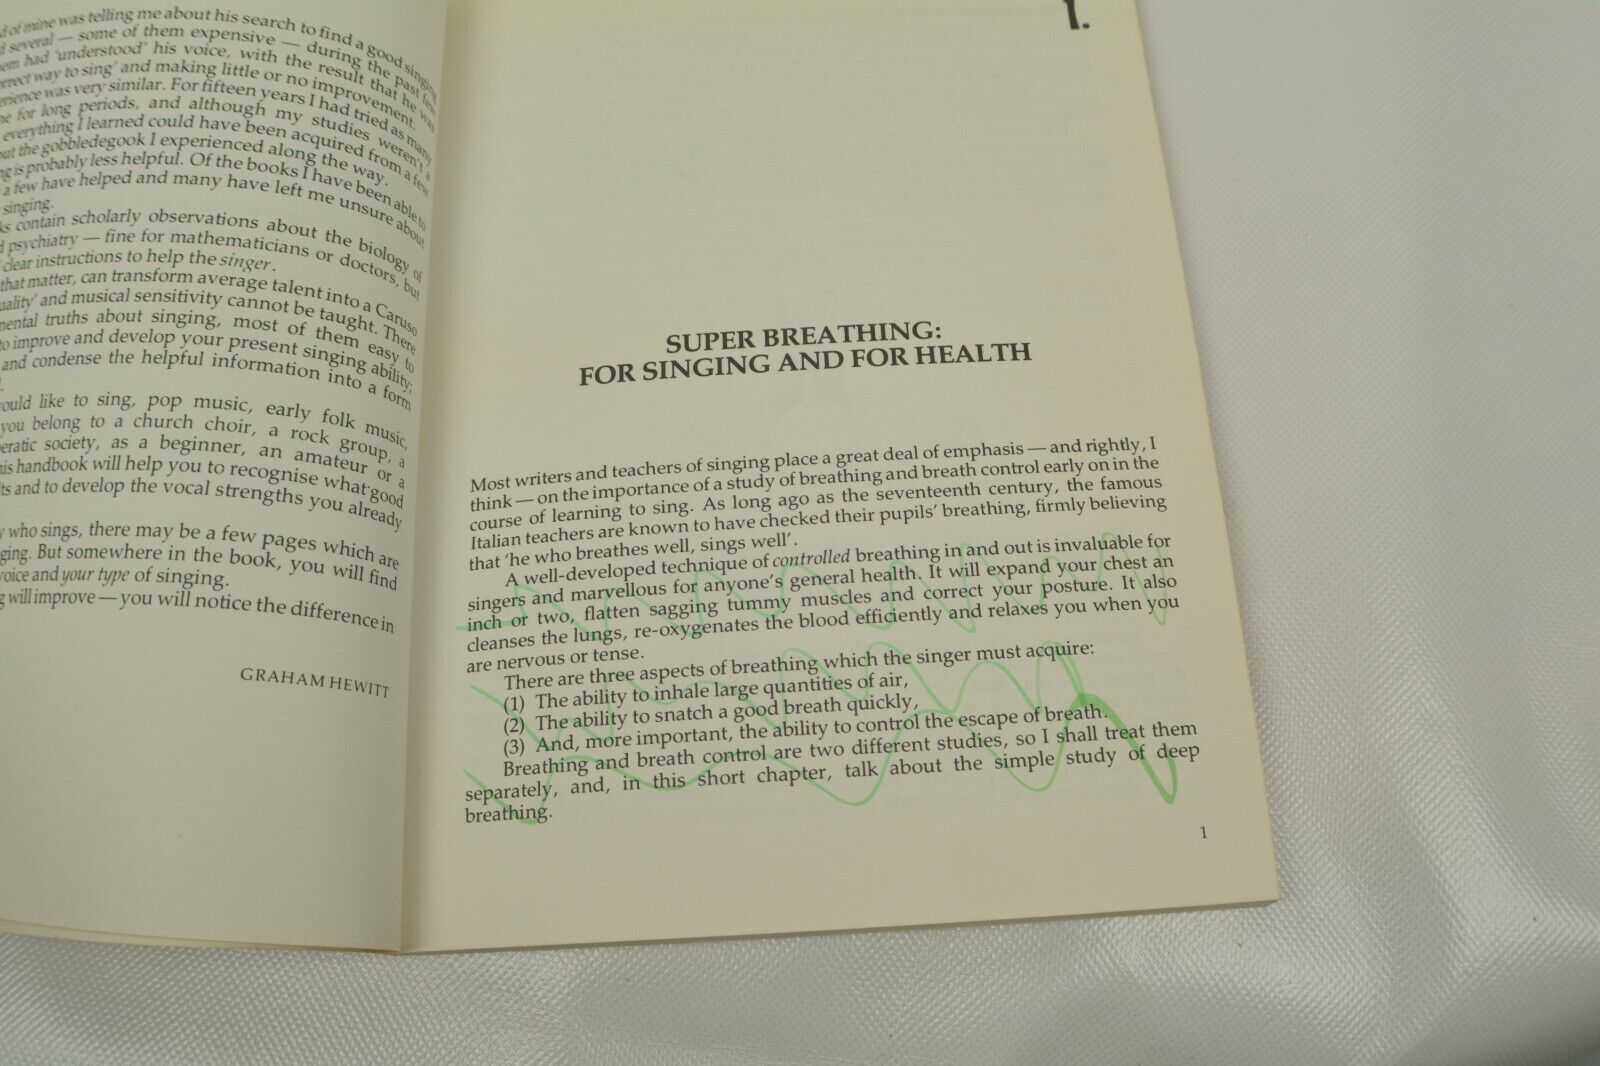 of mine was telling me about his search to find a good singing
several — some of them expensive — during the past few
had 'understood' his voice, with the result that he was
way to sing' and making little or no improvement.
was very similar. For fifteen years I had tried as many
for long periods, and although my studies weren't a
everything I learned could have been acquired from a few
the gobbledegook I experienced along the way.
is probably less helpful. Of the books I have been able to
a few have helped and many have left me unsure about
singing.
contain scholarly observations about the biology of
psychiatry — fine for mathematicians or doctors, but
clear instructions to help the singer.
that matter, can transform average talent into a Caruso
and musical sensitivity cannot be taught. There
truths about singing, most of them easy to
to improve and develop your present singing ability;
and condense the helpful information into a form
like to sing, pop music, early folk music,
you belong to a church choir, a rock group, a
society, as a beginner, an amateur or a
handbook will help you to recognise what good
and to develop the vocal strengths you already
who sings, there may be a few pages which are
But somewhere in the book, you will find
voice and your type of singing.
will improve — you will notice the difference in
GRAHAM HEWITT
1.
SUPER BREATHING:
FOR SINGING AND FOR HEALTH
Most writers and teachers of singing place a great deal of emphasis — and rightly, I
think — on the importance of a study of breathing and breath control early on in the
course of learning to sing. As long ago as the seventeenth century, the famous
Italian teachers are known to have checked their pupils' breathing, firmly believing
that 'he who breathes well, sings well'.
A well-developed technique of controlled breathing in and out is invaluable for
singers and marvellous for anyone's general health. It will expand your chest an
inch or two, flatten sagging tummy muscles and correct your posture. It also
cleanses the lungs, re-oxygenates the blood efficiently and relaxes you when you
are nervous or tense.
There are three aspects of breathing which the singer must acquire:
(1) The ability to inhale large quantities of air,
(2) The ability to snatch a good breath quickly,
(3) And, more important, the ability to control the escape of breath.
Breathing and breath control are two different studies, so I shall treat them
separately, and, in this short chapter, talk about the simple study of deep
breathing.
1